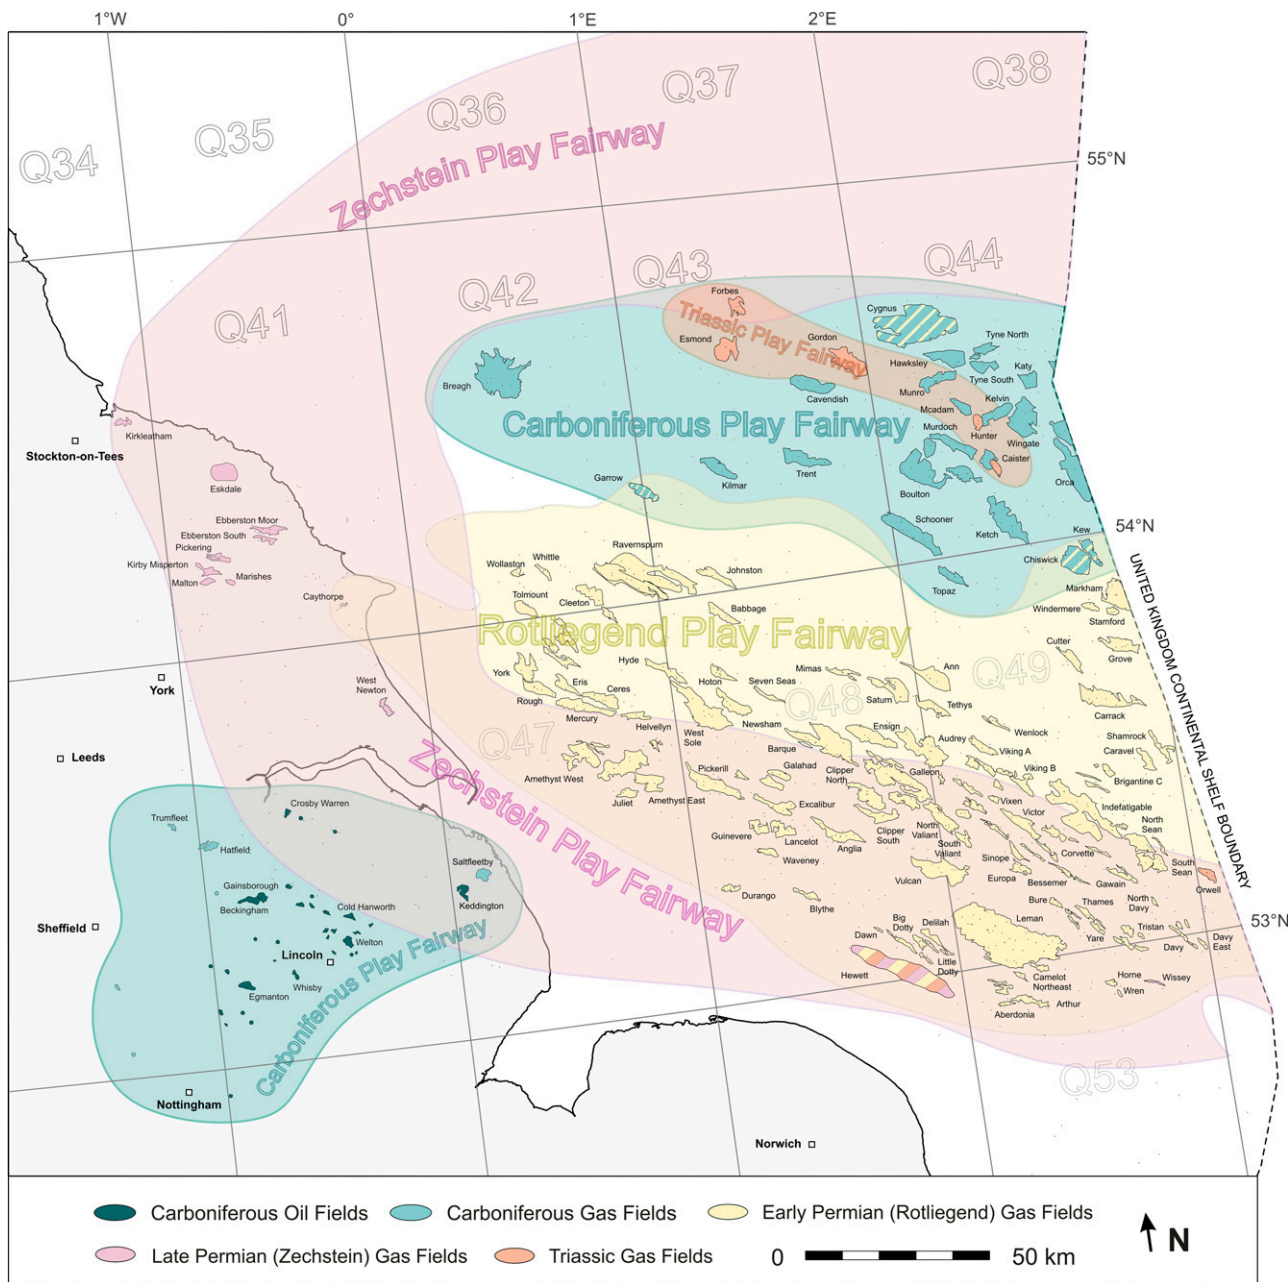 1°W
0°
1°E
2°E
Q38
Q37
Q36
Q35
Q34
Zechstein Play Fairway
55°N
Q44
Q43
Q42
Q41
Forbes
Triassic Play Fairway
Esmond
Gordon
Cygnus
Tyne North
Hawksley
Tyne South
Katy
Breagh
Cavendish
Munro
Kelvin
Mcadam
Carboniferous Play Fairway
Murdoch
Hunter
Wingate
Caister
Kirkleatham
Stockton-on-Tees
Eskdale
Garrow
Kilmar
Trent
Boulton
Orca
Schooner
Ketch
Kew
54°N
Ebberston Moor
Ebberston South
Pickering
Kirby Misperton
Malton
Marishes
Caythorpe
Wollaston
Whittle
Ravenspurn
Johnston
Chiswick
Topaz
Tolmount
Cleeton
Babbage
Markham
Windermere
Stamford
Rotliegend Play Fairway
Cutter
Grove
York
West
Newton
York
Hyde
Eris
Ceres
Rough
Mercury
Hoton
Seven Seas
Mimas
Saturn
Ann
Tethys
Q49
Q48
Q47
Carrack
UNITED KINGDOM CONTINENTAL SHELF BOUNDARY
Helvellyn
West
Sole
Newsham
Barque
Ensign
Audrey
Wenlock
Viking A
Viking B
Shamrock
Caravel
Brigantine C
Leeds
Zechstein Play Fairway
Amethyst West
Juliet
Amethyst East
Pickerill
Galahad
Clipper
North
Galleon
Excalibur
Vixen
Victor
Indefatigable
North
Sean
Crosby Warren
Trumfleet
Hatfield
Saltfleetby
Guinevere
Lancelot
Waveney
Anglia
Clipper
South
North
Valiant
South
Valiant
Sinope
Corvette
South
Sean
Orwell
Gainsborough
Beckingham
Keddington
Durango
Blythe
Vulcan
Europa
Bessemer
Gawain
Bure
Thames
North
Davy
Sheffield
Cold Hanworth
Welton
Lincoln
Whisby
Egmanton
Carboniferous Play Fairway
Big
Dotty
Delilah
Dawn
Little
Dotty
Hewett
Leman
Yare
Tristan
Davy
Davy
East
53°N
Camelot
Northeast
Arthur
Aberdonia
Horne
Wren
Wissey
Q53
Nottingham
Norwich
Carboniferous Oil Fields
Carboniferous Gas Fields
Early Permian (Rotliegend) Gas Fields
Late Permian (Zechstein) Gas Fields
Triassic Gas Fields
0
50 km
N